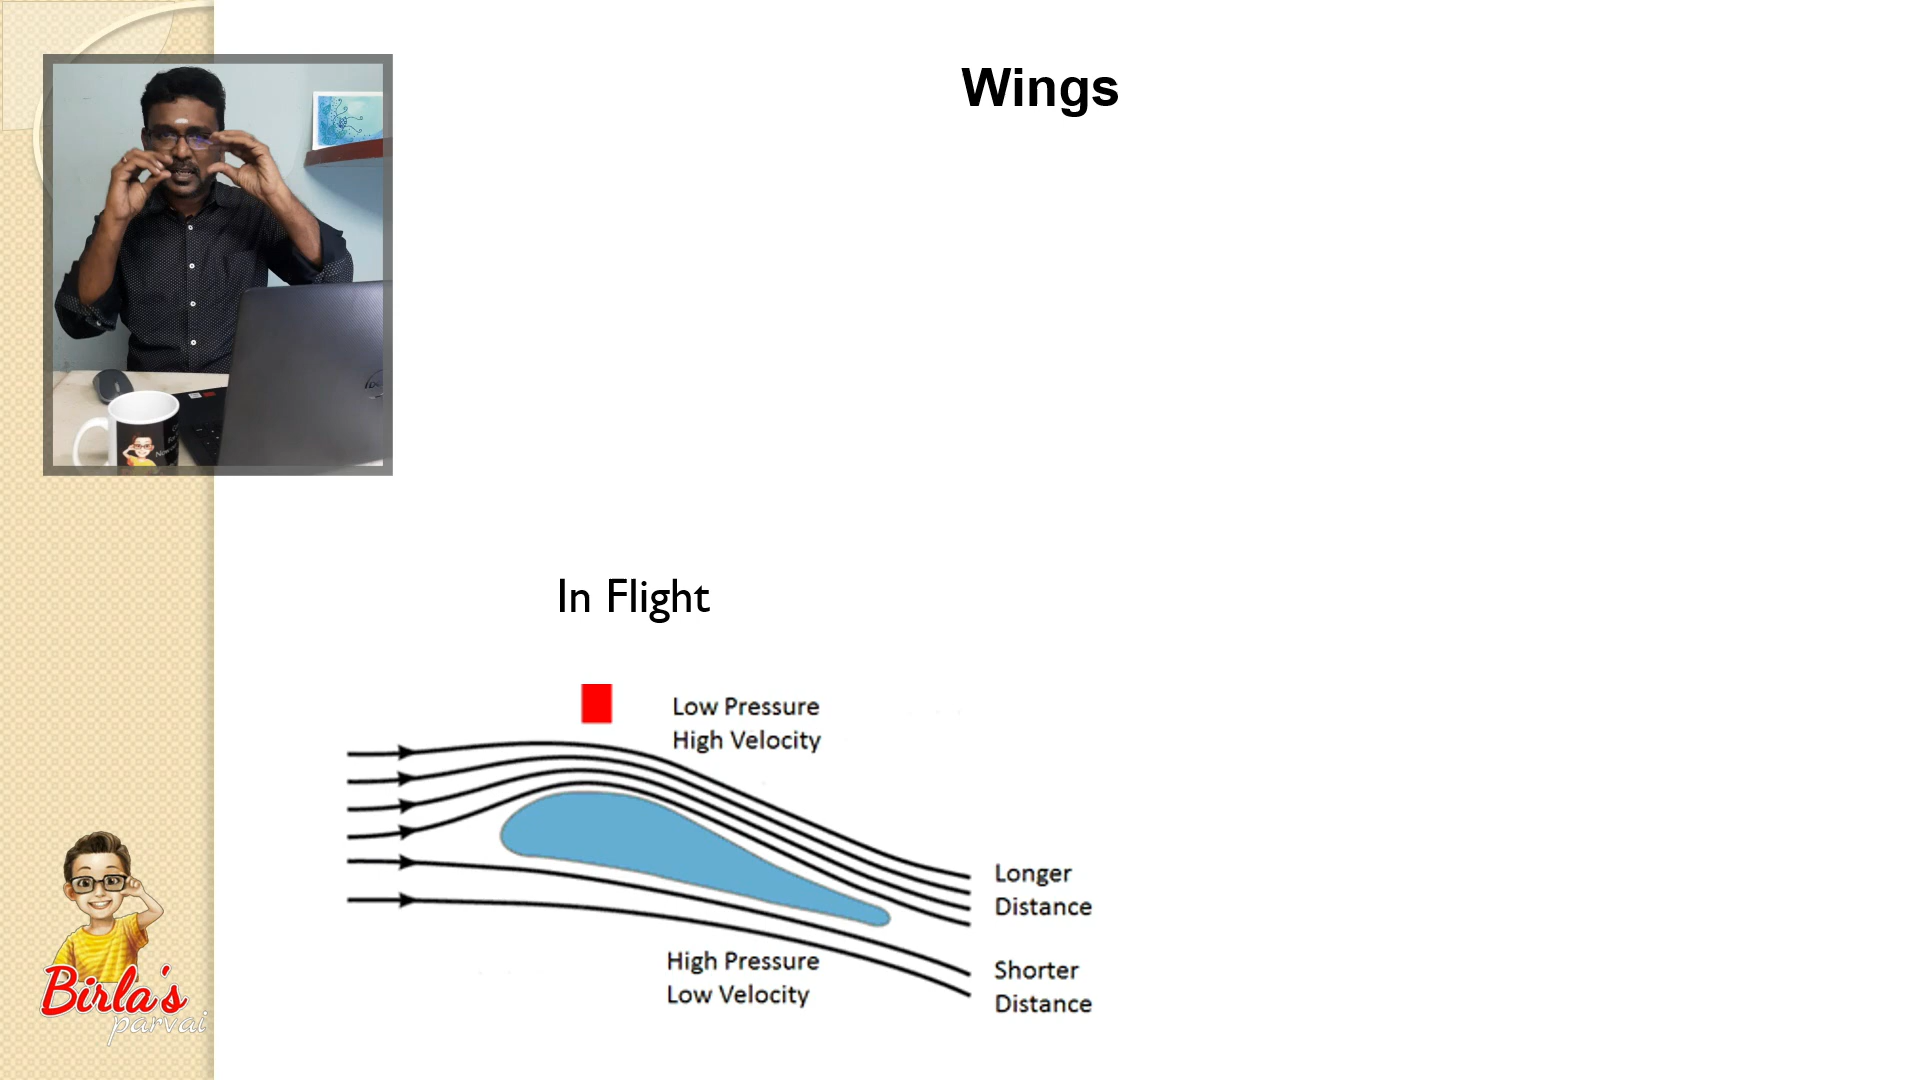 Wings
In Flight
Low Pressure
High Velocity
Longer
Distance
High Pressure
Low Velocity
Shorter
Distance
Birla's
parvai